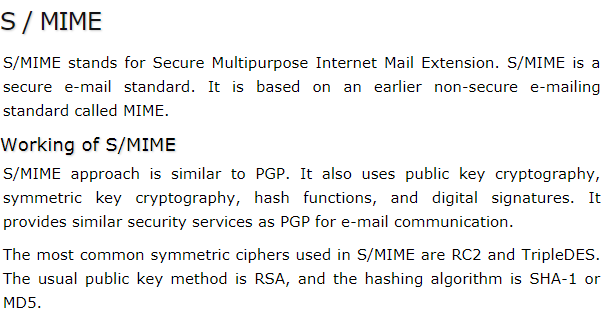 S / MIME
S/MIME stands for Secure Multipurpose Internet Mail Extension. S/MIME is a
secure e-mail standard. It is based on an earlier non-secure e-mailing
standard called MIME.
Working of S/MIME
S/MIME approach is similar to PGP. It also uses public key cryptography,
symmetric key cryptography, hash functions, and digital signatures. It
provides similar security services as PGP for e-mail communication.
The most common symmetric ciphers used in S/MIME are RC2 and TripleDES.
The usual public key method is RSA, and the hashing algorithm is SHA-1 or
MD5.